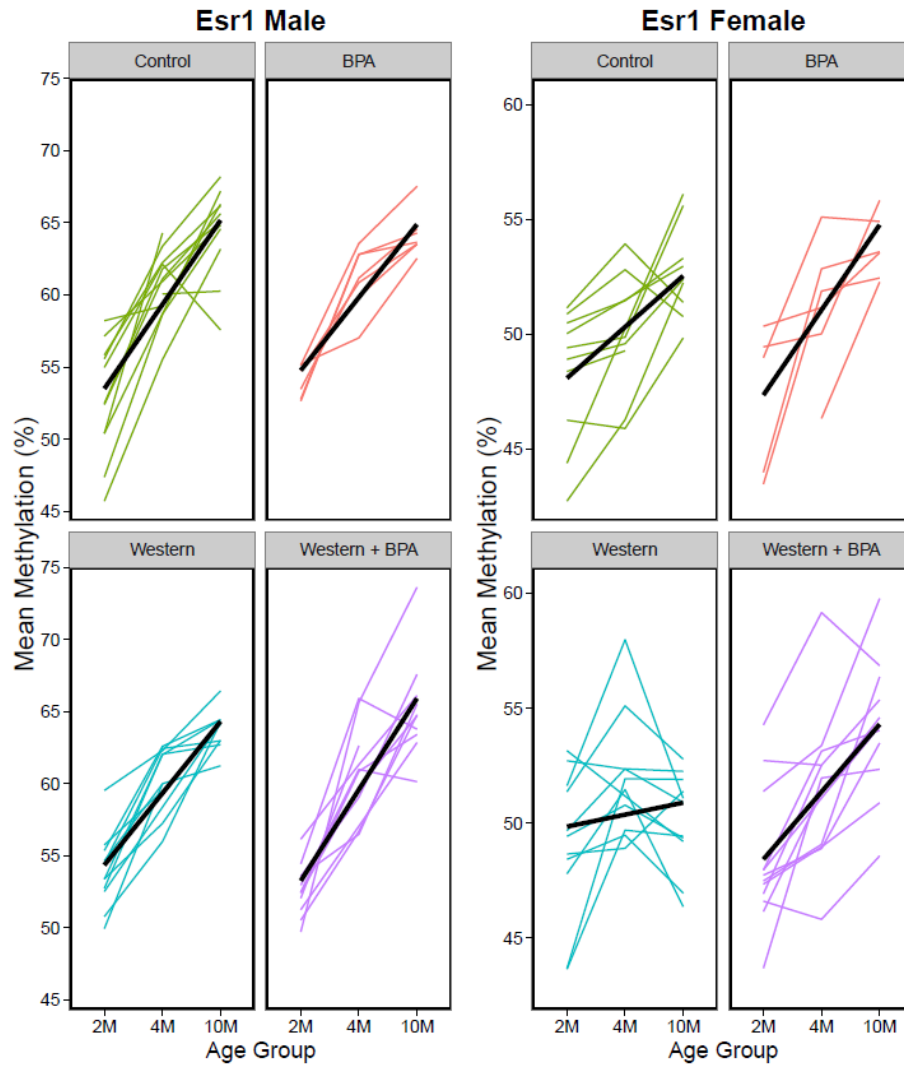 Esr1 Male
Esr1 Female
Control
BPA
Control
BPA
75
70
65
60
55
50
45
60
55
50
45
Western
Western + BPA
Western
Western + BPA
75
70
65
60
55
50
45
60
55
50
45
Mean Methylation (%)
Mean Methylation (%)
2M 4M 10M
2M 4M 10M
2M 4M 10M
2M 4M 10M
Age Group
Age Group